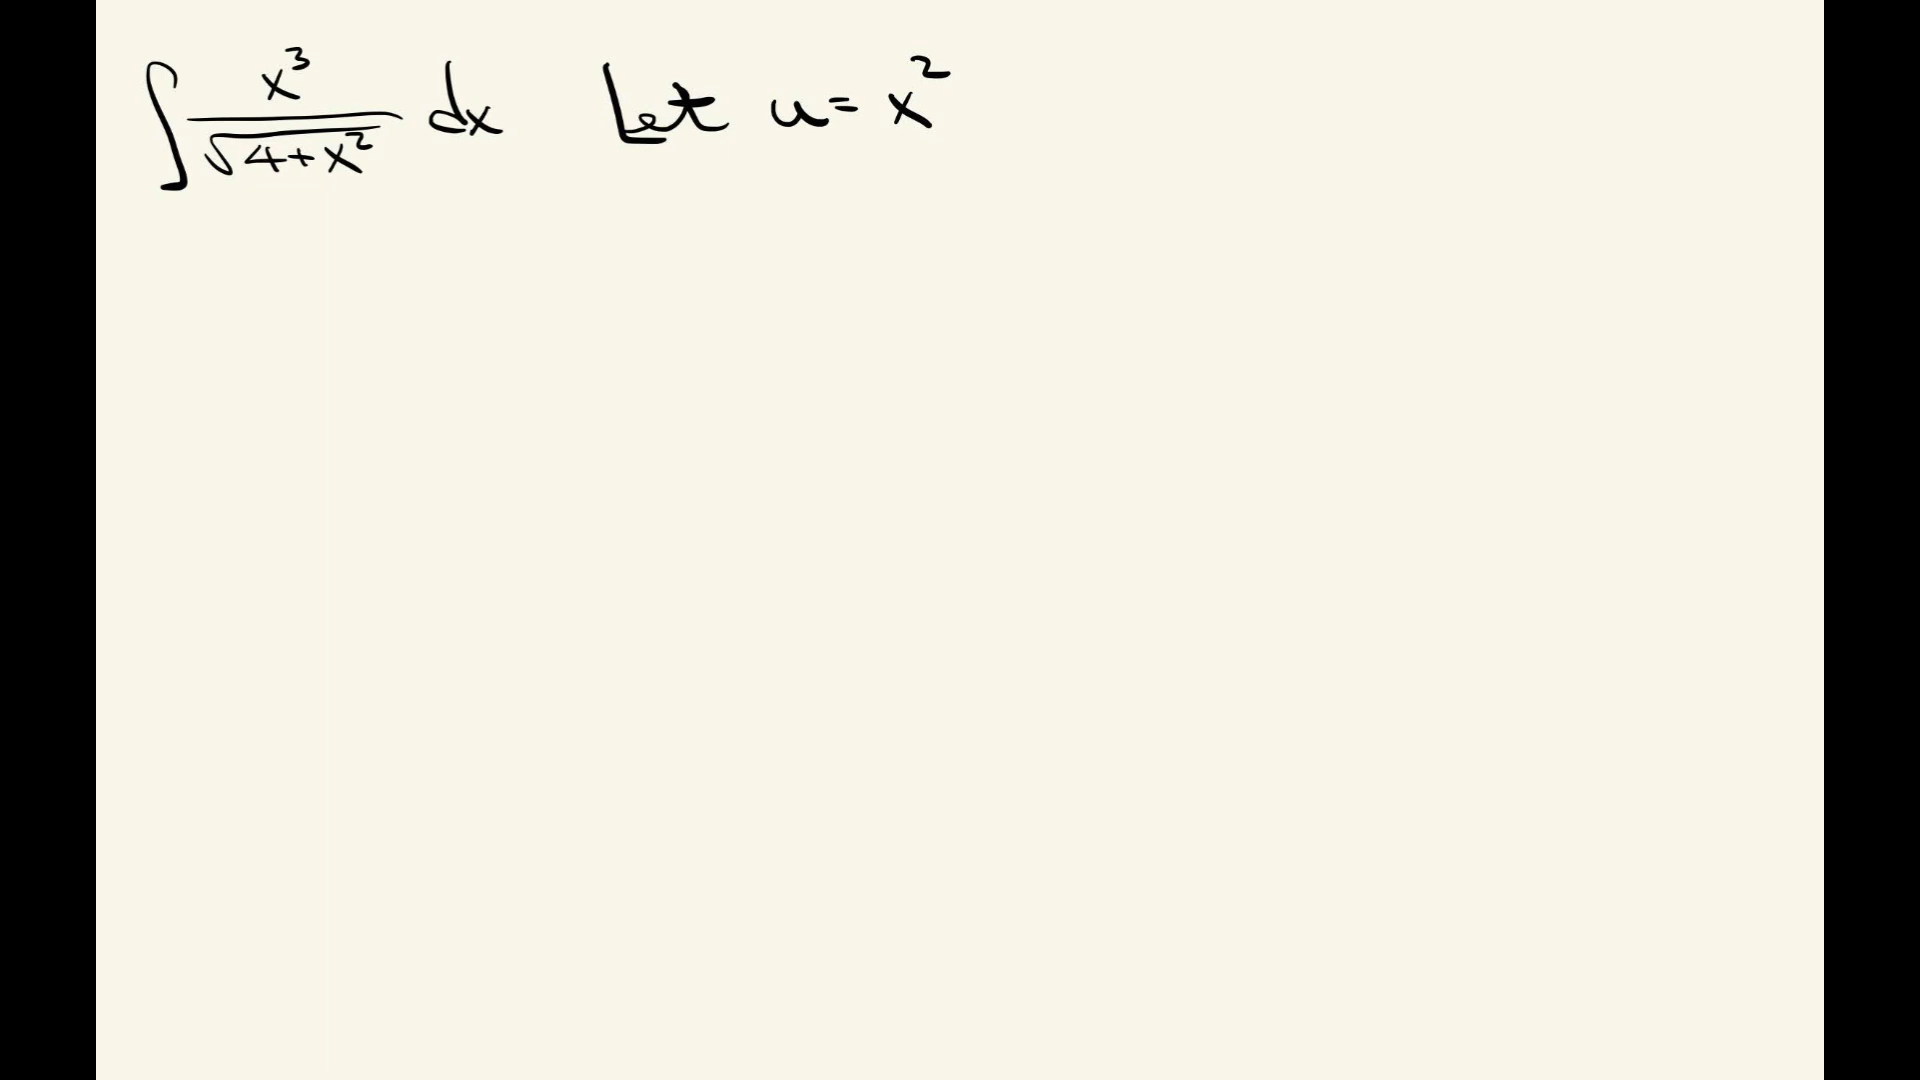 ∫ x³/√(4+x²) dx Let u = x²